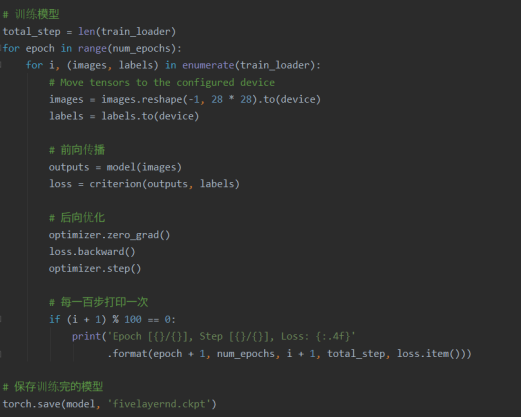 # 训练模型
total_step = len(train_loader)
for epoch in range(num_epochs):
    for i, (images, labels) in enumerate(train_loader):
        # Move tensors to the configured device
        images = images.reshape(-1, 28 * 28).to(device)
        labels = labels.to(device)

        # 前向传播
        outputs = model(images)
        loss = criterion(outputs, labels)

        # 后向优化
        optimizer.zero_grad()
        loss.backward()
        optimizer.step()

        # 每一百步打印一次
        if (i + 1) % 100 == 0:
            print('Epoch [{}/{}], Step [{}/{}], Loss: {:.4f}'
                  .format(epoch + 1, num_epochs, i + 1, total_step, loss.item()))

# 保存训练完的模型
torch.save(model, 'fivelayernd.ckpt')